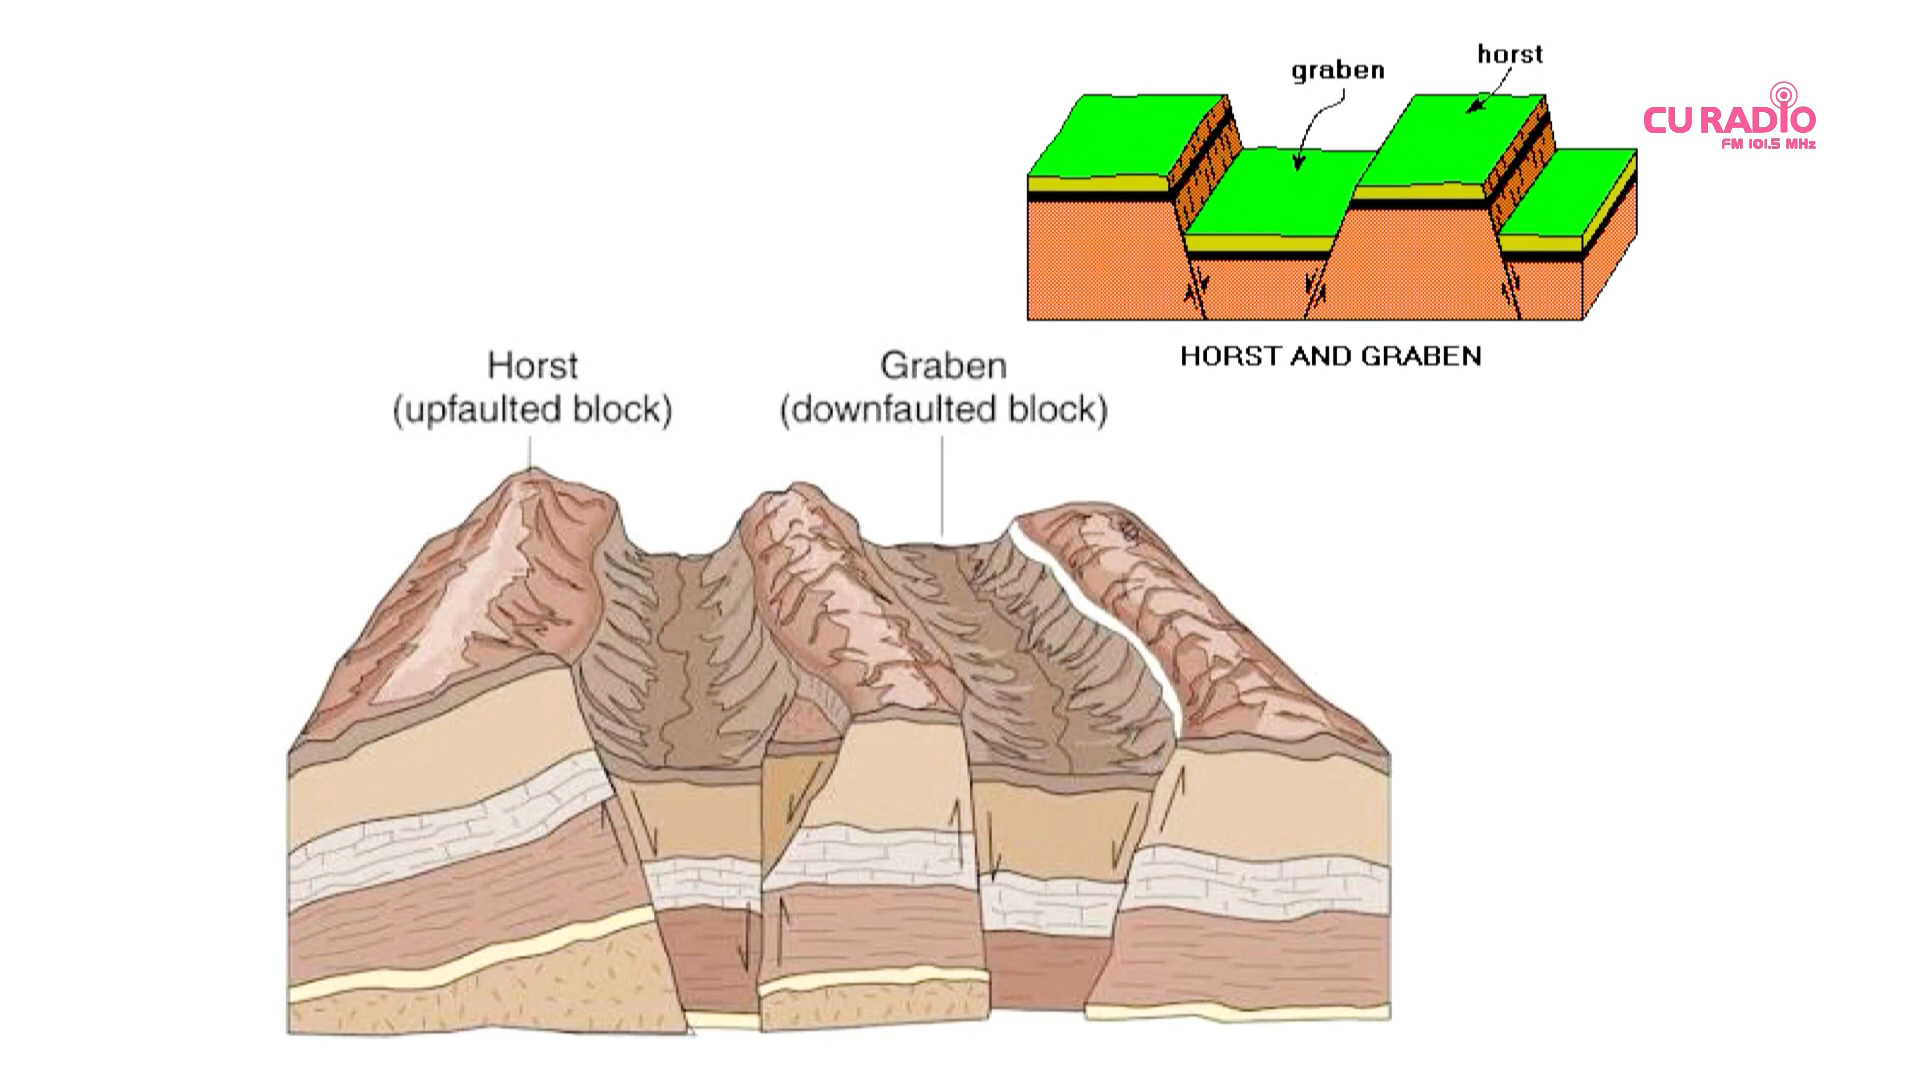 graben
horst
CU RADIO
FM 101.5 MHz
HORST AND GRABEN
Horst
(upfaulted block)
Graben
(downfaulted block)